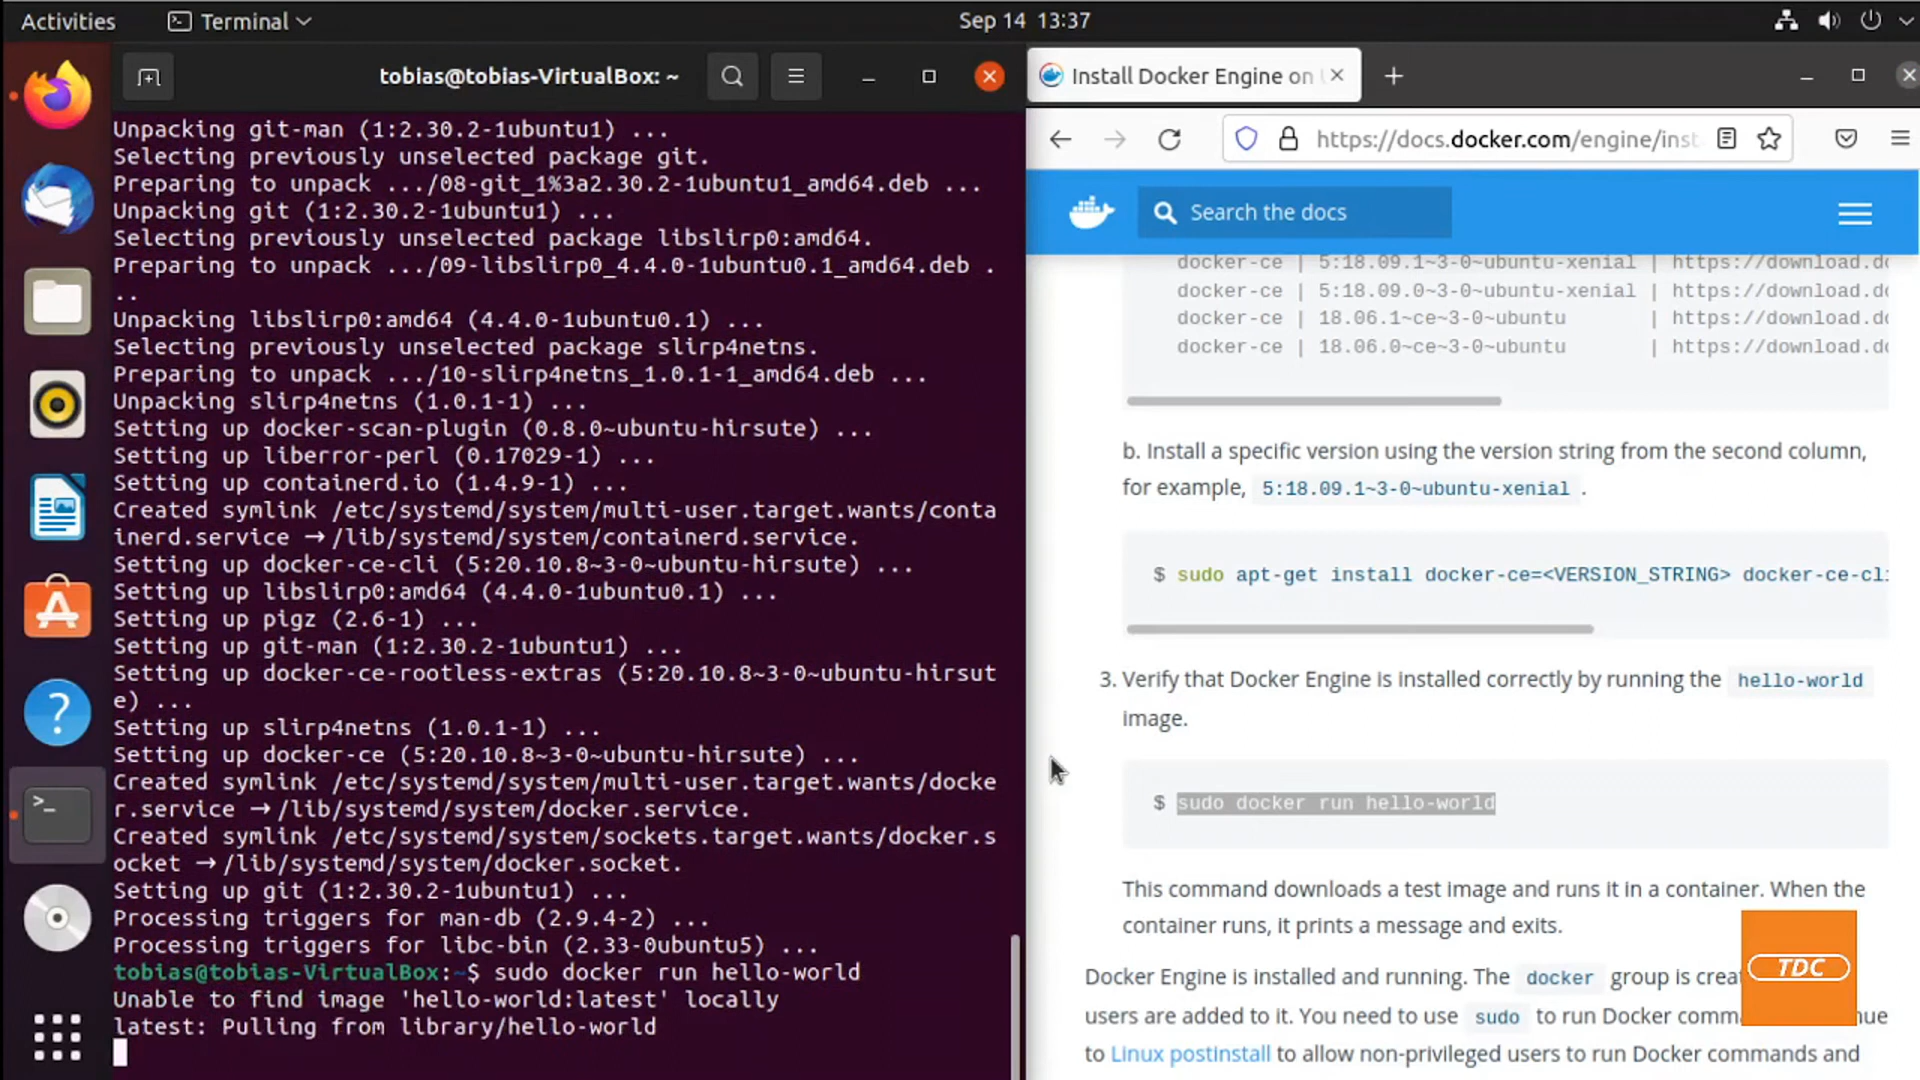 Activities
Terminal
Sep 14 13:37
tobias@tobias-VirtualBox: ~
Unpacking git-man (1:2.30.2-1ubuntu1) ...
Selecting previously unselected package git.
Preparing to unpack .../08-git_1%3a2.30.2-1ubuntu1_amd64.deb ...
Unpacking git (1:2.30.2-1ubuntu1) ...
Selecting previously unselected package libslirp0:amd64.
Preparing to unpack .../09-libslirp0_4.4.0-1ubuntu0.1_amd64.deb .
..
Unpacking libslirp0:amd64 (4.4.0-1ubuntu0.1) ...
Selecting previously unselected package slirp4netns.
Preparing to unpack .../10-slirp4netns_1.0.1-1_amd64.deb ...
Unpacking slirp4netns (1.0.1-1) ...
Setting up docker-scan-plugin (0.8.0~ubuntu-hirsute) ...
Setting up liberror-perl (0.17029-1) ...
Setting up containerd.io (1.4.9-1) ...
Created symlink /etc/systemd/system/multi-user.target.wants/conta
inerd.service → /lib/systemd/system/containerd.service.
Setting up docker-ce-cli (5:20.10.8~3-0~ubuntu-hirsute) ...
Setting up libslirp0:amd64 (4.4.0-1ubuntu0.1) ...
Setting up pigz (2.6-1) ...
Setting up git-man (1:2.30.2-1ubuntu1) ...
Setting up docker-ce-rootless-extras (5:20.10.8~3-0~ubuntu-hirsut
e) ...
Setting up slirp4netns (1.0.1-1) ...
Setting up docker-ce (5:20.10.8~3-0~ubuntu-hirsute) ...
Created symlink /etc/systemd/system/multi-user.target.wants/docke
r.service → /lib/systemd/system/docker.service.
Created symlink /etc/systemd/system/sockets.target.wants/docker.s
ocket → /lib/systemd/system/docker.socket.
Setting up git (1:2.30.2-1ubuntu1) ...
Processing triggers for man-db (2.9.4-2) ...
Processing triggers for libc-bin (2.33-0ubuntu5) ...
tobias@tobias-VirtualBox:~$ sudo docker run hello-world
Unable to find image 'hello-world:latest' locally
latest: Pulling from library/hello-world
Install Docker Engine on
https://docs.docker.com/engine/inst
Search the docs
docker-ce | 5:18.09.1~3-0~ubuntu-xenial | https://download.do
docker-ce | 5:18.09.0~3-0~ubuntu-xenial | https://download.do
docker-ce | 18.06.1~ce~3-0~ubuntu | https://download.do
docker-ce | 18.06.0~ce~3-0~ubuntu | https://download.do
b. Install a specific version using the version string from the second column,
for example, 5:18.09.1~3-0~ubuntu-xenial .
$ sudo apt-get install docker-ce=<VERSION_STRING> docker-ce-cli
3. Verify that Docker Engine is installed correctly by running the hello-world
image.
$ sudo docker run hello-world
This command downloads a test image and runs it in a container. When the
container runs, it prints a message and exits.
Docker Engine is installed and running. The docker group is crea
users are added to it. You need to use sudo to run Docker comm nue
to Linux postinstall to allow non-privileged users to run Docker commands and
TDC